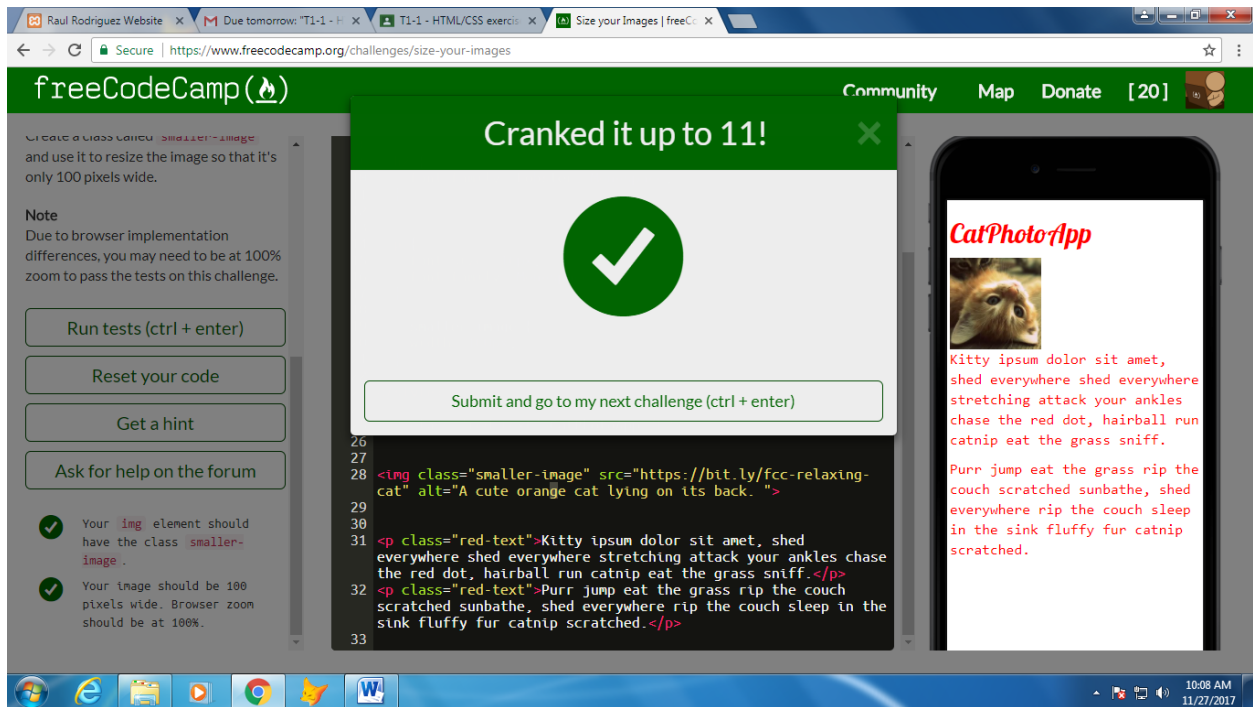 Raul Rodriguez Website
Due tomorrow: "T1-1 - H
T1-1 - HTML/CSS exercis
Size your Images | freeCo
Secure | https://www.freecodecamp.org/challenges/size-your-images
freeCodeCamp(🔥)
Community Map Donate [ 20 ]
Create a class called smaller-image
and use it to resize the image so that it's
only 100 pixels wide.
Note
Due to browser implementation
differences, you may need to be at 100%
zoom to pass the tests on this challenge.
Run tests (ctrl + enter)
Reset your code
Get a hint
Ask for help on the forum
Your img element should
have the class smaller-
image .
Your image should be 100
pixels wide. Browser zoom
should be at 100%.
Cranked it up to 11!
Submit and go to my next challenge (ctrl + enter)
26
27
28 <img class="smaller-image" src="https://bit.ly/fcc-relaxing-
cat" alt="A cute orange cat lying on its back. ">
29
30
31 <p class="red-text">Kitty ipsum dolor sit amet, shed
everywhere shed everywhere stretching attack your ankles chase
the red dot, hairball run catnip eat the grass sniff.</p>
32 <p class="red-text">Purr jump eat the grass rip the couch
scratched sunbathe, shed everywhere rip the couch sleep in the
sink fluffy fur catnip scratched.</p>
33
CatPhotoApp
Kitty ipsum dolor sit amet,
shed everywhere shed everywhere
stretching attack your ankles
chase the red dot, hairball run
catnip eat the grass sniff.
Purr jump eat the grass rip the
couch scratched sunbathe, shed
everywhere rip the couch sleep
in the sink fluffy fur catnip
scratched.
10:08 AM
11/27/2017